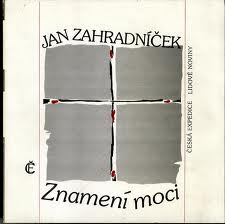 JAN ZAHRADNÍČEK
ČESKÁ EXPEDICE LIDOVÉ NOVINY
Č
Znamení moci